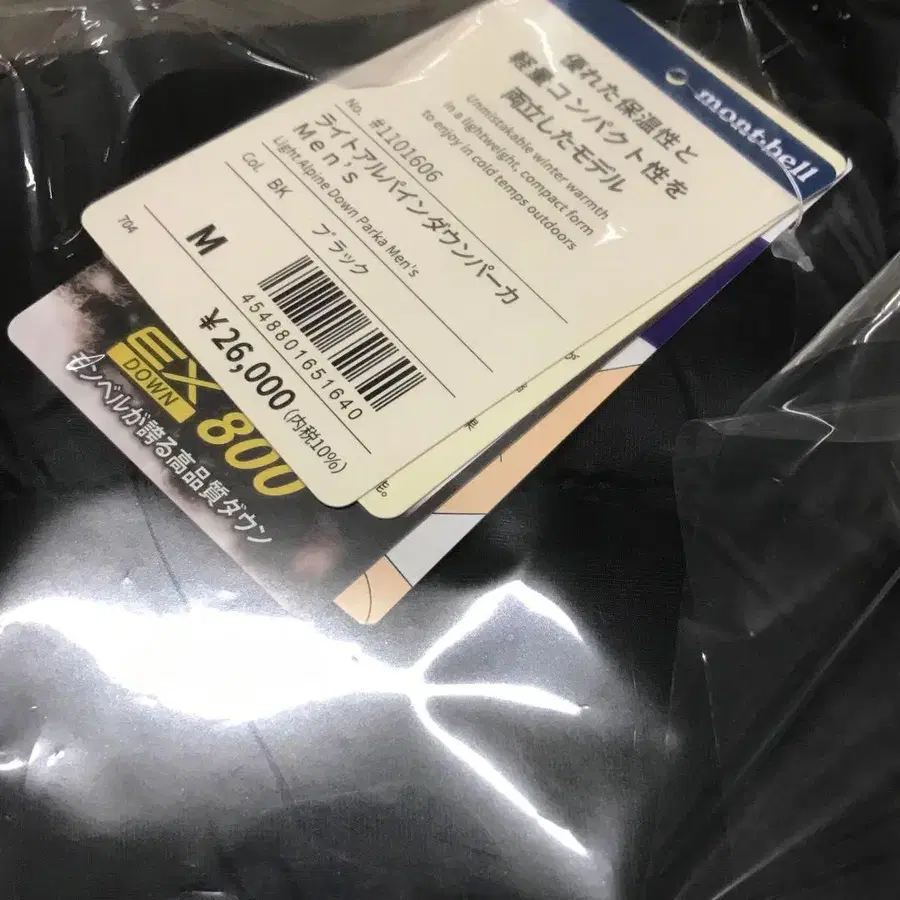 mont-bell
優れた保温性と
軽量コンパクト性を
両立したモデル
Unmistakable winter warmth
in a lightweight, compact form
to enjoy in cold temps outdoors
No. #1101606
ライトアルパインダウンパーカ
Men's
Light Alpine Down Parka Men's
Col. BK ブラック
M
704
4548801651640
¥26,000 (内税10%)
EX
DOWN
800
モンベルが誇る高品質ダウン
果